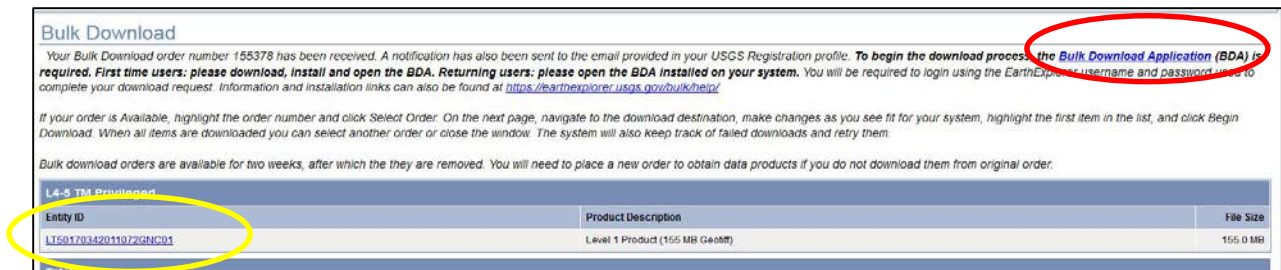 Bulk Download
Your Bulk Download order number 155378 has been received. A notification has also been sent to the email provided in your USGS Registration profile. To begin the download process, the Bulk Download Application (BDA) is
required. First time users: please download, install and open the BDA. Returning users: please open the BDA installed on your system. You will be required to login using the EarthExplorer username and password used to
complete your download request. Information and installation links can also be found at https://earthexplorer.usgs.gov/bulk/help/
If your order is Available, highlight the order number and click Select Order. On the next page, navigate to the download destination, make changes as you see fit for your system, highlight the first item in the list, and click Begin
Download. When all items are downloaded you can select another order or close the window. The system will also keep track of failed downloads and retry them.
Bulk download orders are available for two weeks, after which the they are removed. You will need to place a new order to obtain data products if you do not download them from original order.
L4-5 TM Privileged
Entity ID Product Description File Size
LT50170342011072GNC01 Level 1 Product (155 MB Geotiff) 155.0 MB